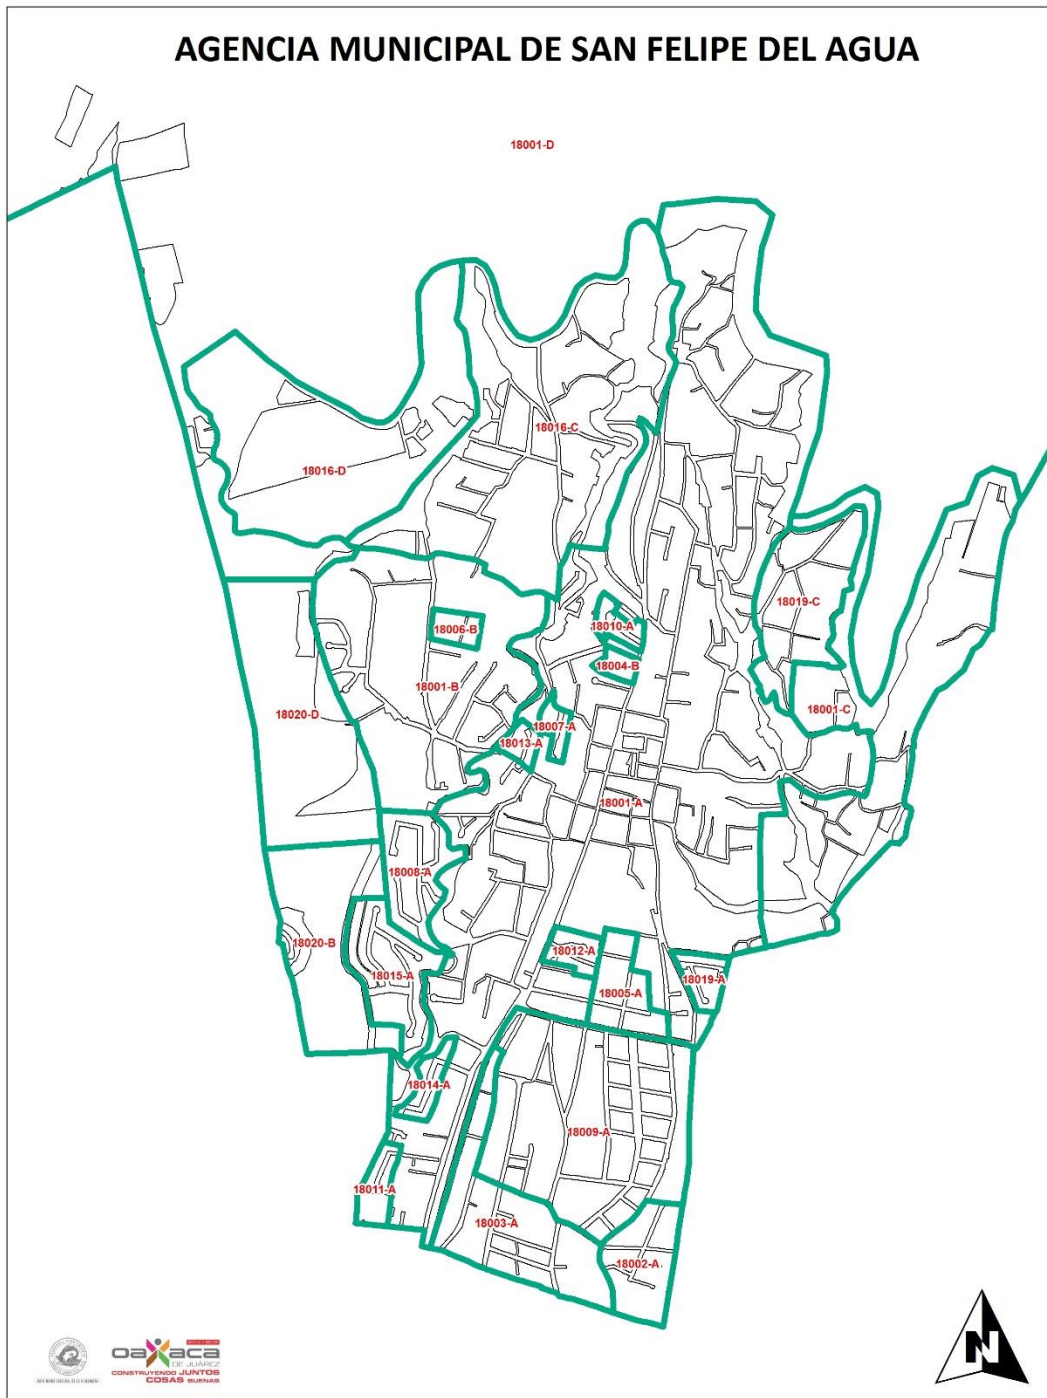 AGENCIA MUNICIPAL DE SAN FELIPE DEL AGUA
18001-D
18016-C
18016-D
18019-C
18010-A
18006-B
18004-B
18001-B
18001-C
18020-D
18007-A
18013-A
18001-A
18008-A
18020-B
18012-A
18015-A
18019-A
18005-A
18014-A
18009-A
18011-A
18003-A
18002-A
N
oaxaca
DE JUÁREZ
CONSTRUYENDO JUNTOS
COSAS BUENAS